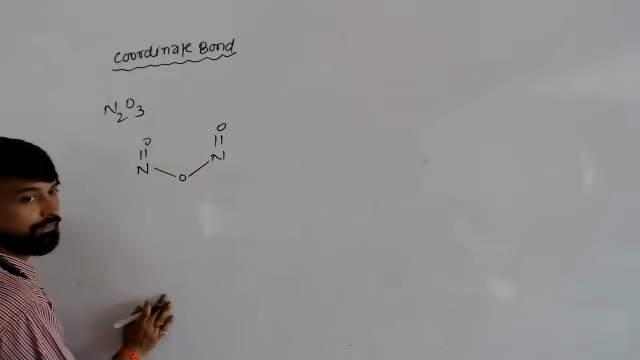 Coordinate Bond
N2O3
O O
|| ||
N O N